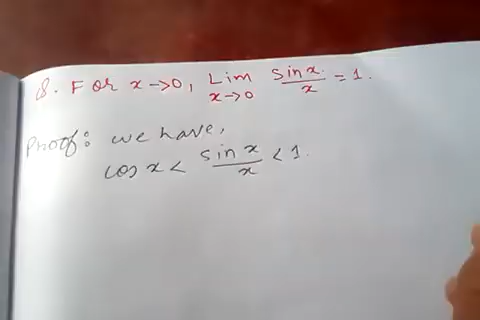 8. For x→0, Lim x→0 sin x/x = 1.
Proof: we have,
cos x < sin x/x < 1.